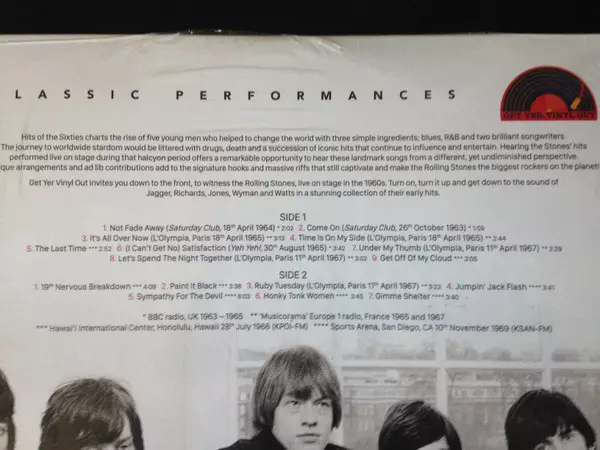 LASSIC PERFORMANCES
GET YER VINYL OUT
Hits of the Sixties charts the rise of five young men who helped to change the world with three simple ingredients; blues, R&B and two brilliant songwriters.
The journey to worldwide stardom would be littered with drugs, death and a succession of iconic hits that continue to influence and entertain. Hearing the Stones' hits
performed live on stage during that halcyon period offers a remarkable opportunity to hear these landmark songs from a different, yet undiminished perspective.
que arrangements and ad lib contributions add to the signature hooks and massive riffs that still captivate and make the Rolling Stones the biggest rockers on the planet!
Get Yer Vinyl Out invites you down to the front, to witness the Rolling Stones, live on stage in the 1960s. Turn on, turn it up and get down to the sound of
Jagger, Richards, Jones, Wyman and Watts in a stunning collection of their early hits.
SIDE 1
1. Not Fade Away (Saturday Club, 18th April 1964) * 2:02 2. Come On (Saturday Club, 26th October 1963) * 1:59
3. It's All Over Now (L'Olympia, Paris 18th April 1965) ** 3:13 4. Time Is On My Side (L'Olympia, Paris 18th April 1965) ** 2:44
5. The Last Time *** 2:52 6. (I Can't Get No) Satisfaction (Yeh Yeh! 30th August 1965) * 3:42 7. Under My Thumb (L'Olympia, Paris 11th April 1967) ** 2:39
8. Let's Spend The Night Together (L'Olympia, Paris 11th April 1967) ** 3:02 9. Get Off Of My Cloud *** 3:05
SIDE 2
1. 19th Nervous Breakdown *** 4:09 2. Paint It Black *** 3:38 3. Ruby Tuesday (L'Olympia, Paris 11th April 1967) ** 3:23 4. Jumpin' Jack Flash **** 3:41
5. Sympathy For The Devil **** 6:03 6. Honky Tonk Women **** 3:45 7. Gimme Shelter **** 3:40
* BBC radio, UK 1963 – 1965 ** 'Musicorama' Europe 1 radio, France 1965 and 1967
*** Hawai'i International Center, Honolulu, Hawaii 28th July 1966 (KPOI-FM) **** Sports Arena, San Diego, CA 10th November 1969 (KSAN-FM)